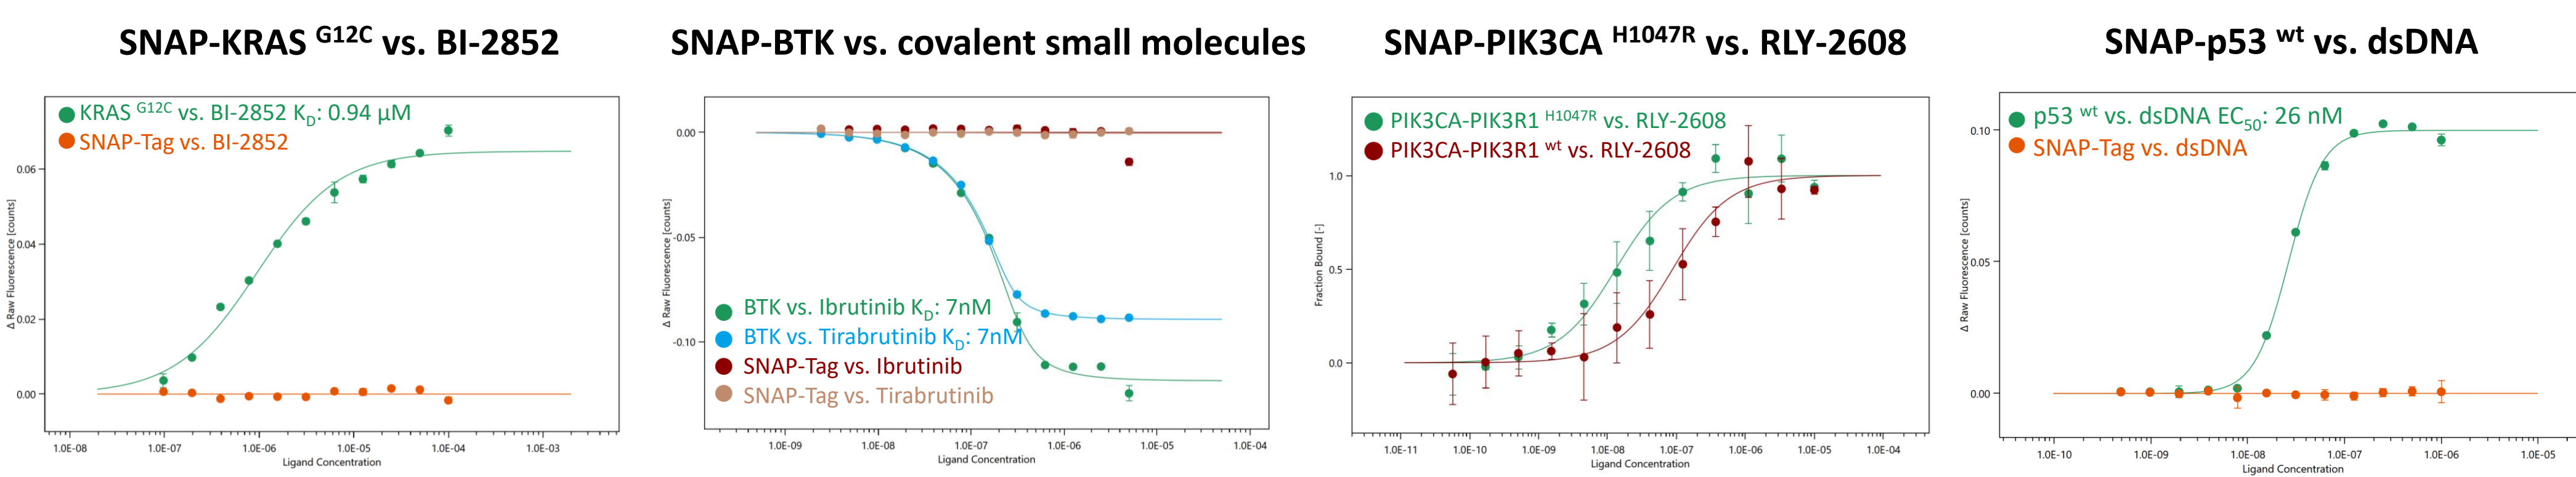 SNAP-KRAS G12C vs. BI-2852
KRAS G12C vs. BI-2852 KD: 0.94 µM
SNAP-Tag vs. BI-2852
Δ Raw Fluorescence [counts]
0.06
0.04
0.02
0.00
1.0E-08 1.0E-07 1.0E-06 1.0E-05 1.0E-04 1.0E-03
Ligand Concentration
SNAP-BTK vs. covalent small molecules
Δ Raw Fluorescence [counts]
0.00
-0.05
-0.10
BTK vs. Ibrutinib KD: 7nM
BTK vs. Tirabrutinib KD: 7nM
SNAP-Tag vs. Ibrutinib
SNAP-Tag vs. Tirabrutinib
1.0E-09 1.0E-08 1.0E-07 1.0E-06 1.0E-05 1.0E-04
Ligand Concentration
SNAP-PIK3CA H1047R vs. RLY-2608
PIK3CA-PIK3R1 H1047R vs. RLY-2608
PIK3CA-PIK3R1 wt vs. RLY-2608
Fraction Bound [-]
1.0
0.5
0.0
1.0E-11 1.0E-10 1.0E-09 1.0E-08 1.0E-07 1.0E-06 1.0E-05 1.0E-04
Ligand Concentration
SNAP-p53 wt vs. dsDNA
p53 wt vs. dsDNA EC50: 26 nM
SNAP-Tag vs. dsDNA
Δ Raw Fluorescence [counts]
0.10
0.05
0.00
1.0E-10 1.0E-09 1.0E-08 1.0E-07 1.0E-06 1.0E-05
Ligand Concentration